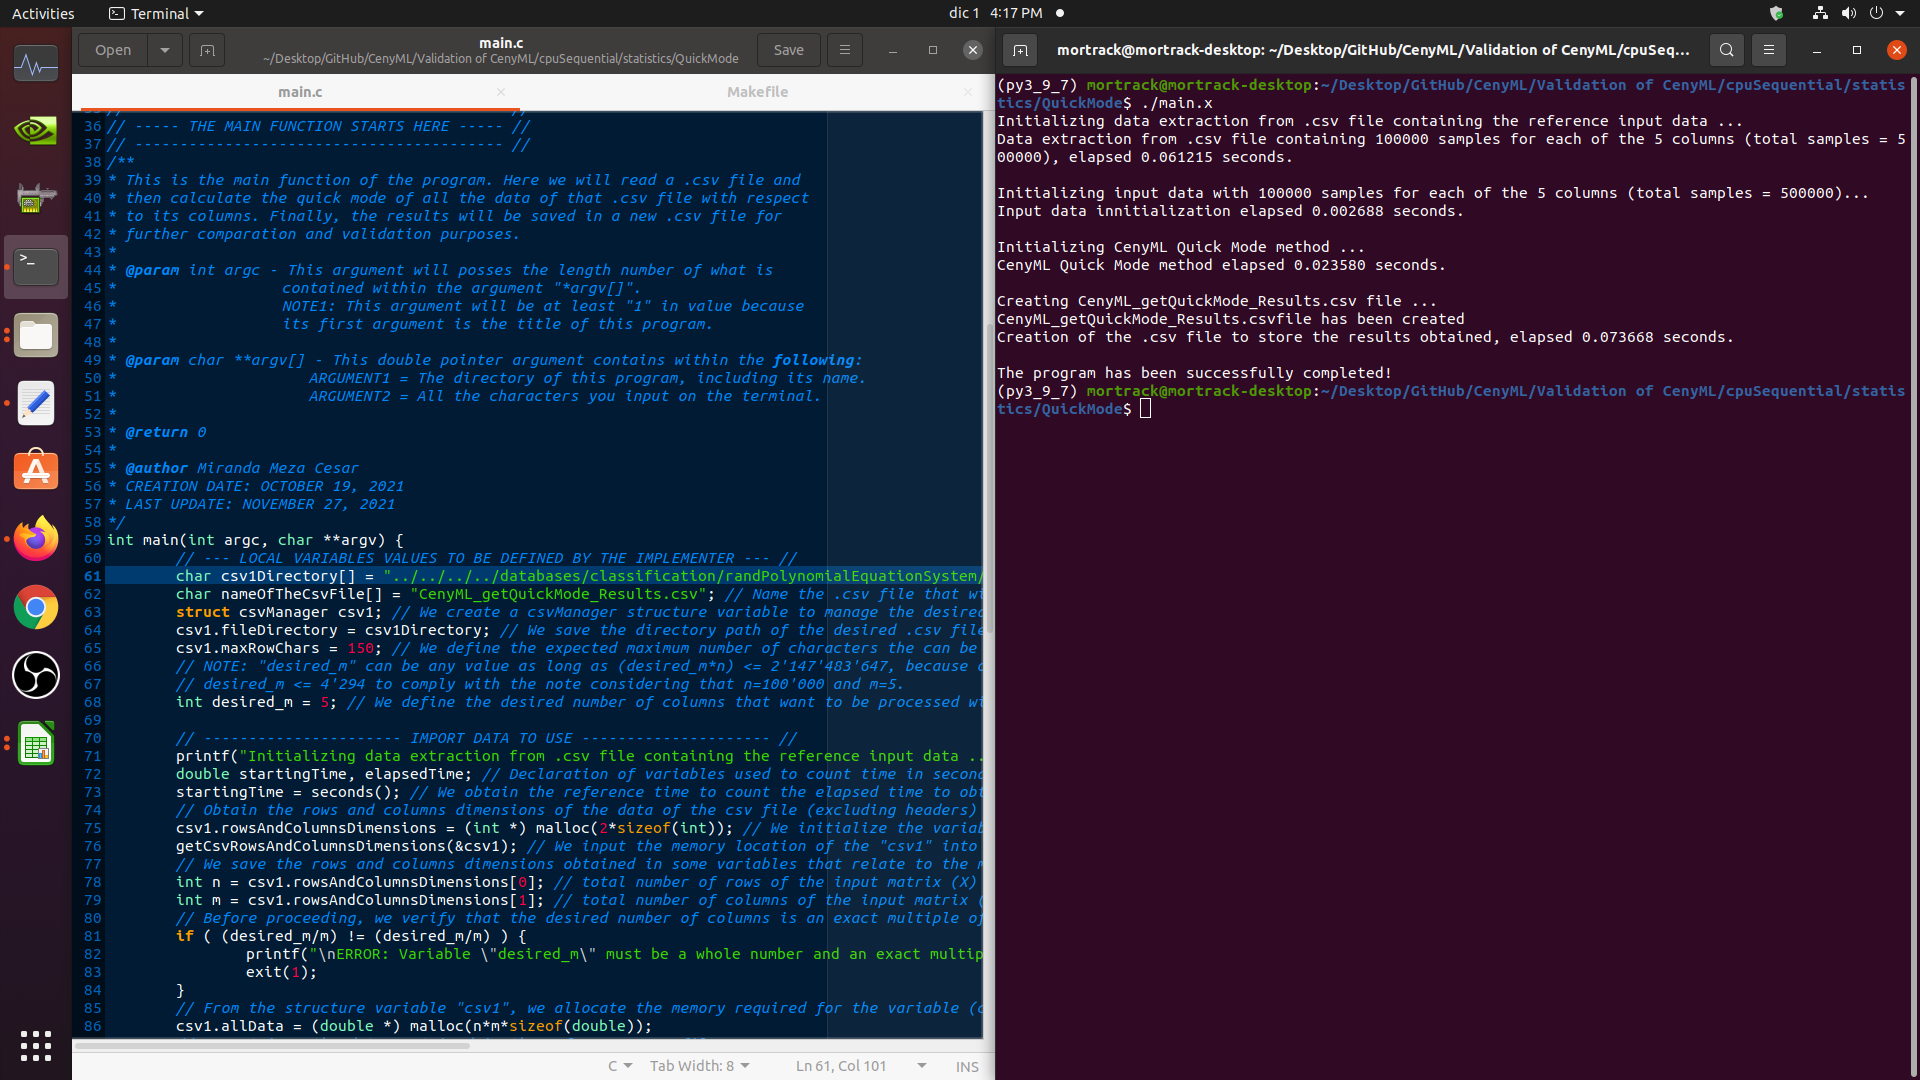 Activities
Terminal
dic 1 4:17 PM
Open
main.c
~/Desktop/GitHub/CenyML/Validation of CenyML/cpuSequential/statistics/QuickMode
Save
main.c
Makefile
36 // ----- THE MAIN FUNCTION STARTS HERE ----- //
37 // ----------------------------------------- //
38 /**
39 * This is the main function of the program. Here we will read a .csv file and
40 * then calculate the quick mode of all the data of that .csv file with respect
41 * to its columns. Finally, the results will be saved in a new .csv file for
42 * further comparation and validation purposes.
43 *
44 * @param int argc - This argument will posses the length number of what is
45 * contained within the argument "*argv[]".
46 * NOTE1: This argument will be at least "1" in value because
47 * its first argument is the title of this program.
48 *
49 * @param char **argv[] - This double pointer argument contains within the following:
50 * ARGUMENT1 = The directory of this program, including its name.
51 * ARGUMENT2 = All the characters you input on the terminal.
52 *
53 * @return 0
54 *
55 * @author Miranda Meza Cesar
56 * CREATION DATE: OCTOBER 19, 2021
57 * LAST UPDATE: NOVEMBER 27, 2021
58 */
59 int main(int argc, char **argv) {
60 // --- LOCAL VARIABLES VALUES TO BE DEFINED BY THE IMPLEMENTER --- //
61 char csv1Directory[] = "../../../../databases/classification/randPolynomialEquationSystem/
62 char nameOfTheCsvFile[] = "CenyML_getQuickMode_Results.csv"; // Name the .csv file that
63 struct csvManager csv1; // We create a csvManager structure variable to manage the desired
64 csv1.fileDirectory = csv1Directory; // We save the directory path of the desired .csv file
65 csv1.maxRowChars = 150; // We define the expected maximum number of characters the can be
66 // NOTE: "desired_m" can be any value as long as (desired_m*n) <= 2'147'483'647, because
67 // desired_m <= 4'294 to comply with the note considering that n=100'000 and m=5.
68 int desired_m = 5; // We define the desired number of columns that want to be processed
69
70 // ---------------------- IMPORT DATA TO USE --------------------- //
71 printf("Initializing data extraction from .csv file containing the reference input data ..
72 double startingTime, elapsedTime; // Declaration of variables used to count time in
73 startingTime = seconds(); // We obtain the reference time to count the elapsed time to
74 // Obtain the rows and columns dimensions of the data of the csv file (excluding headers)
75 csv1.rowsAndColumnsDimensions = (int *) malloc(2*sizeof(int)); // We initialize the
76 getCsvRowsAndColumnsDimensions(&csv1); // We input the memory location of the "csv1" into
77 // We save the rows and columns dimensions obtained in some variables that relate to the
78 int n = csv1.rowsAndColumnsDimensions[0]; // total number of rows of the input matrix (X)
79 int m = csv1.rowsAndColumnsDimensions[1]; // total number of columns of the input matrix (
80 // Before proceeding, we verify that the desired number of columns is an exact multiple of
81 if ( (desired_m/m) != (desired_m/m) ) {
82 printf("\nERROR: Variable \"desired_m\" must be a whole number and an exact multip
83 exit(1);
84 }
85 // From the structure variable "csv1", we allocate the memory required for the variable
86 csv1.allData = (double *) malloc(n*m*sizeof(double));
C
Tab Width: 8
Ln 61, Col 101
INS
mortrack@mortrack-desktop: ~/Desktop/GitHub/CenyML/Validation of CenyML/cpuSeq...
(py3_9_7) mortrack@mortrack-desktop:~/Desktop/GitHub/CenyML/Validation of CenyML/cpuSequential/statis
tics/QuickMode$ ./main.x
Initializing data extraction from .csv file containing the reference input data ...
Data extraction from .csv file containing 100000 samples for each of the 5 columns (total samples = 5
00000), elapsed 0.061215 seconds.
Initializing input data with 100000 samples for each of the 5 columns (total samples = 500000)...
Input data innitialization elapsed 0.002688 seconds.
Initializing CenyML Quick Mode method ...
CenyML Quick Mode method elapsed 0.023580 seconds.
Creating CenyML_getQuickMode_Results.csv file ...
CenyML_getQuickMode_Results.csvfile has been created
Creation of the .csv file to store the results obtained, elapsed 0.073668 seconds.
The program has been successfully completed!
(py3_9_7) mortrack@mortrack-desktop:~/Desktop/GitHub/CenyML/Validation of CenyML/cpuSequential/statis
tics/QuickMode$